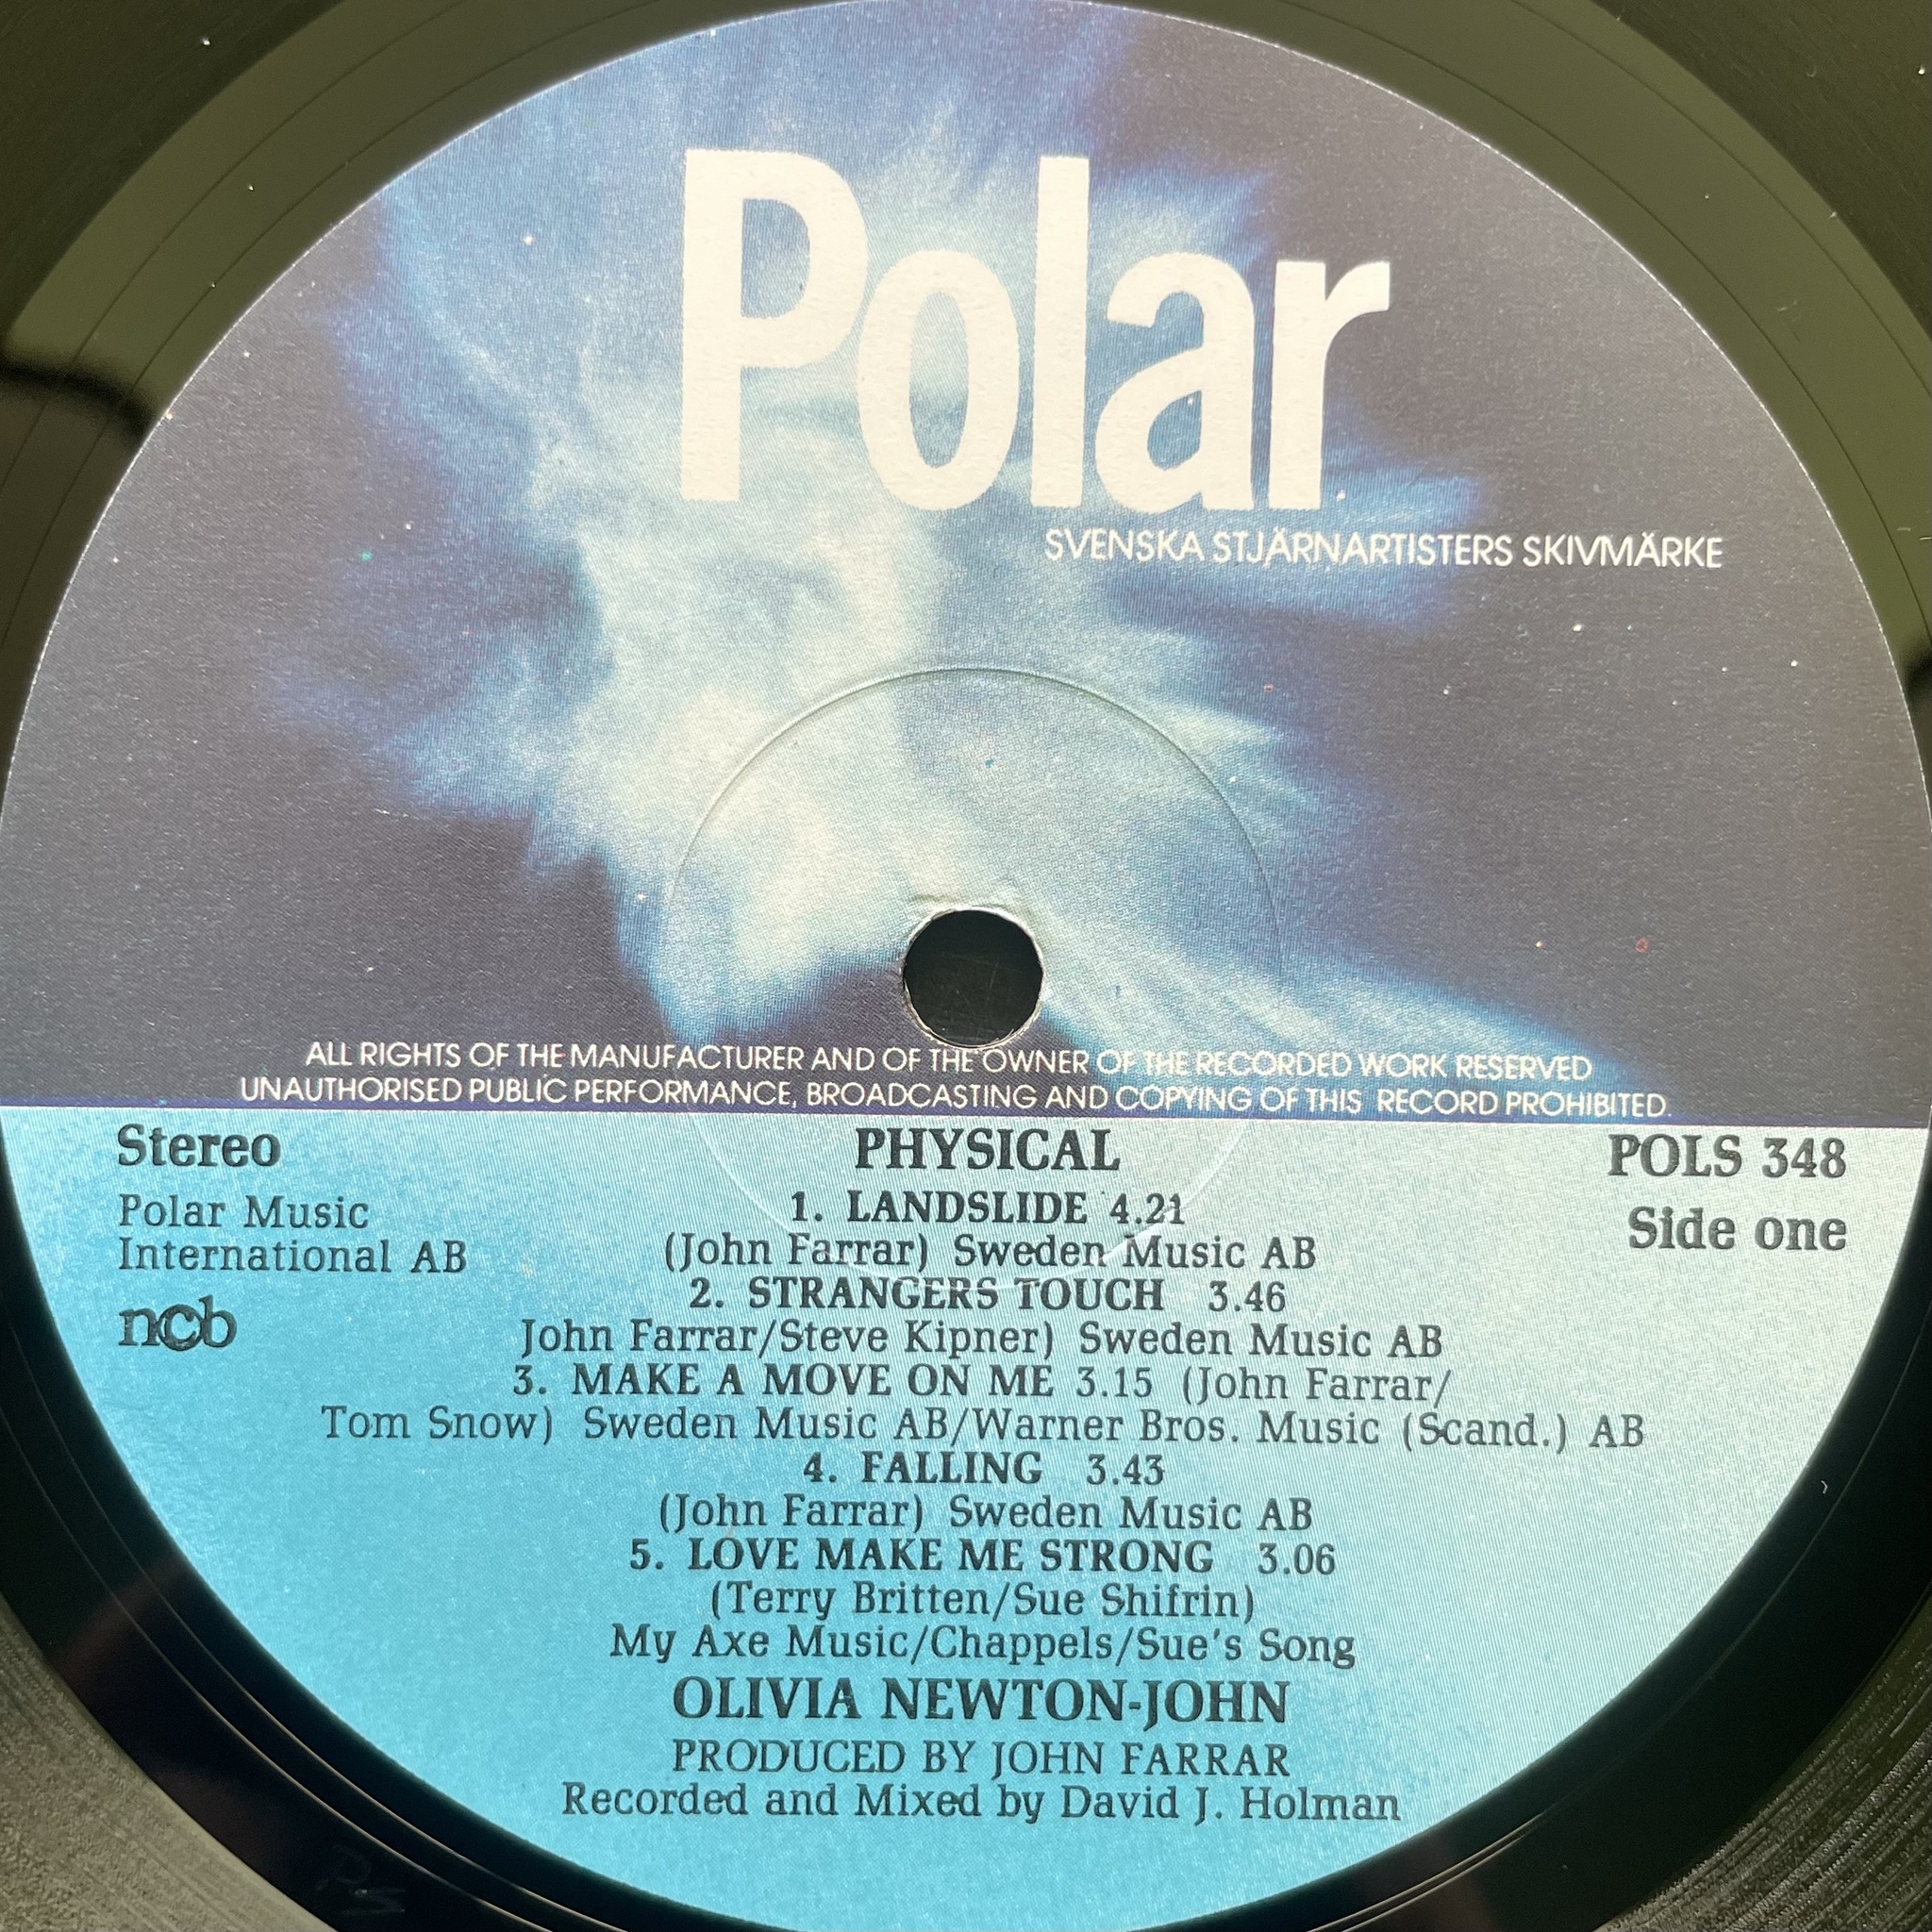 Polar
SVENSKA STJÄRNARTISTERS SKIVMÄRKE
ALL RIGHTS OF THE MANUFACTURER AND OF THE OWNER OF THE RECORDED WORK RESERVED
UNAUTHORISED PUBLIC PERFORMANCE, BROADCASTING AND COPYING OF THIS RECORD PROHIBITED.
Stereo
Polar Music
International AB
ncb
PHYSICAL
1. LANDSLIDE 4.21
(John Farrar) Sweden Music AB
2. STRANGERS TOUCH 3.46
John Farrar/Steve Kipner) Sweden Music AB
3. MAKE A MOVE ON ME 3.15 (John Farrar/
Tom Snow) Sweden Music AB/Warner Bros. Music (Scand.) AB
4. FALLING 3.43
(John Farrar) Sweden Music AB
5. LOVE MAKE ME STRONG 3.06
(Terry Britten/Sue Shifrin)
My Axe Music/Chappels/Sue's Song
OLIVIA NEWTON-JOHN
PRODUCED BY JOHN FARRAR
Recorded and Mixed by David J. Holman
POLS 348
Side one